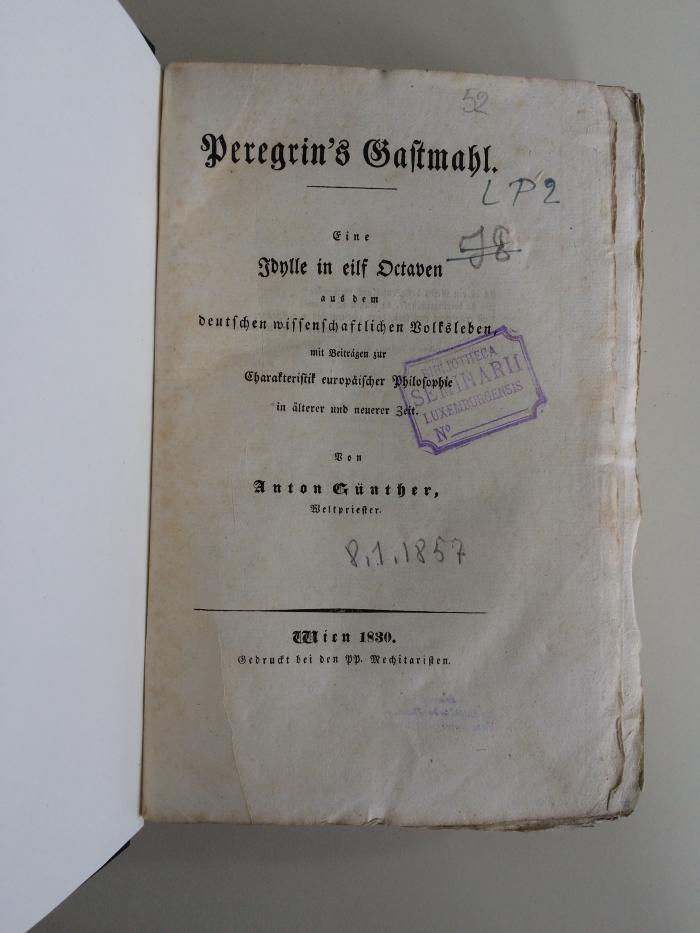 52
Peregrin's Gastmahl.
L P 2
Eine
Idylle in eilf Octaven
aus dem
deutschen wissenschaftlichen Volksleben,
mit Beiträgen zur
Charakteristik europäischer Philosophie
in älterer und neuerer Zeit.
BIBLIOTHECA
SEMINARII
LUXEMBURGENSIS
Nº
Von
Anton Günther,
Weltpriester.
8.1.1857
Wien 1830.
Gedruckt bei den PP. Mechitaristen.